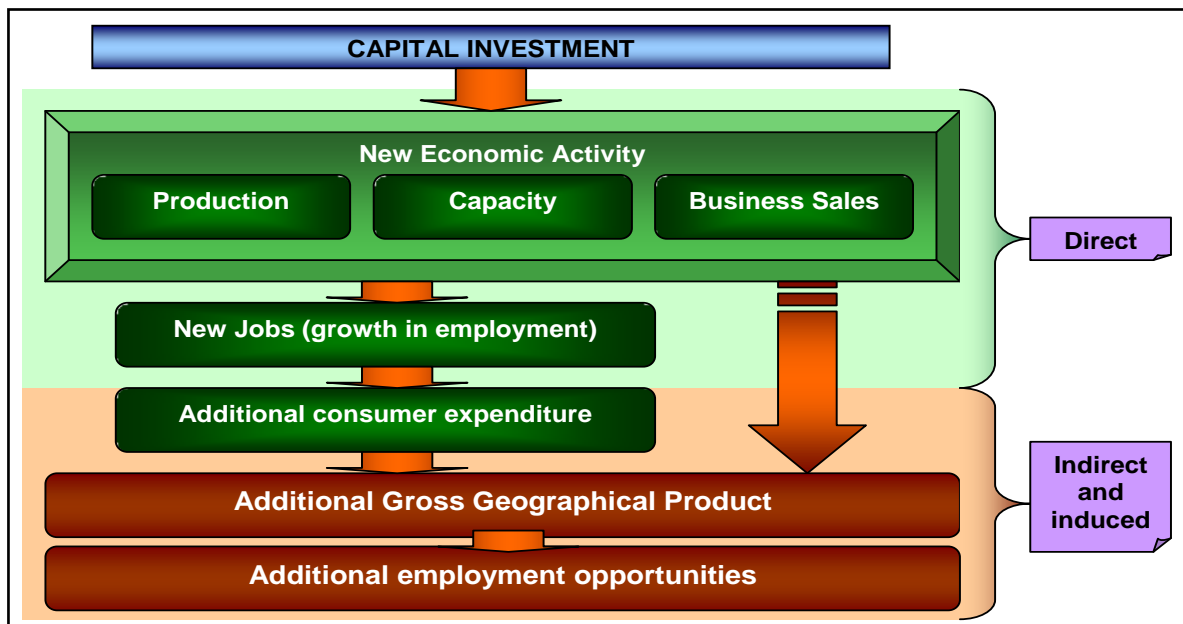 CAPITAL INVESTMENT
New Economic Activity
Production
Capacity
Business Sales
Direct
New Jobs (growth in employment)
Additional consumer expenditure
Indirect
and
induced
Additional Gross Geographical Product
Additional employment opportunities